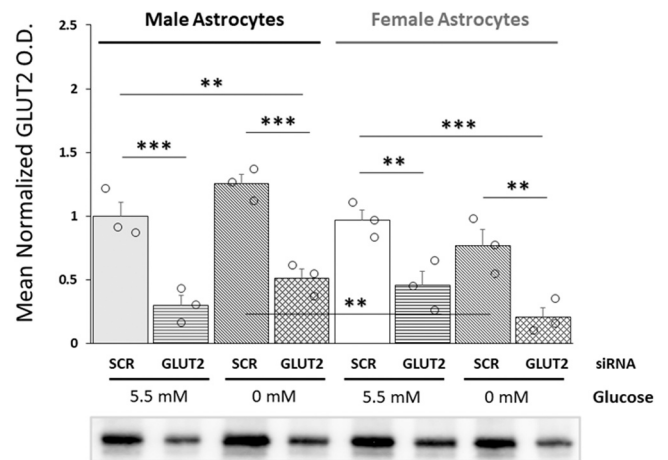 Male Astrocytes Female Astrocytes
Mean Normalized GLUT2 O.D.
2.5
2
1.5
1
0.5
0
** ***
*** *** ** **
**
SCR GLUT2 SCR GLUT2 SCR GLUT2 SCR GLUT2 siRNA
5.5 mM 0 mM 5.5 mM 0 mM Glucose